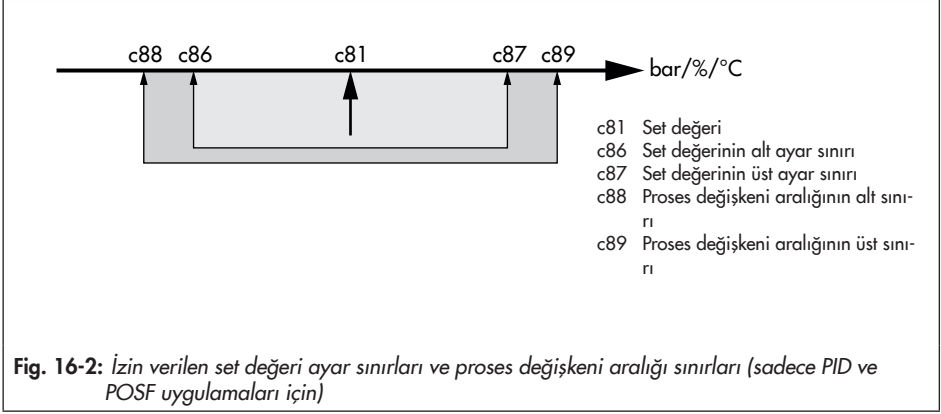 c88 c86 c81 c87 c89
bar/%/°C
c81 Set değeri
c86 Set değerinin alt ayar sınırı
c87 Set değerinin üst ayar sınırı
c88 Proses değişkeni aralığının alt sını-
rı
c89 Proses değişkeni aralığının üst sını-
rı
Fig. 16-2: İzin verilen set değeri ayar sınırları ve proses değişkeni aralığı sınırları (sadece PID ve
POSF uygulamaları için)